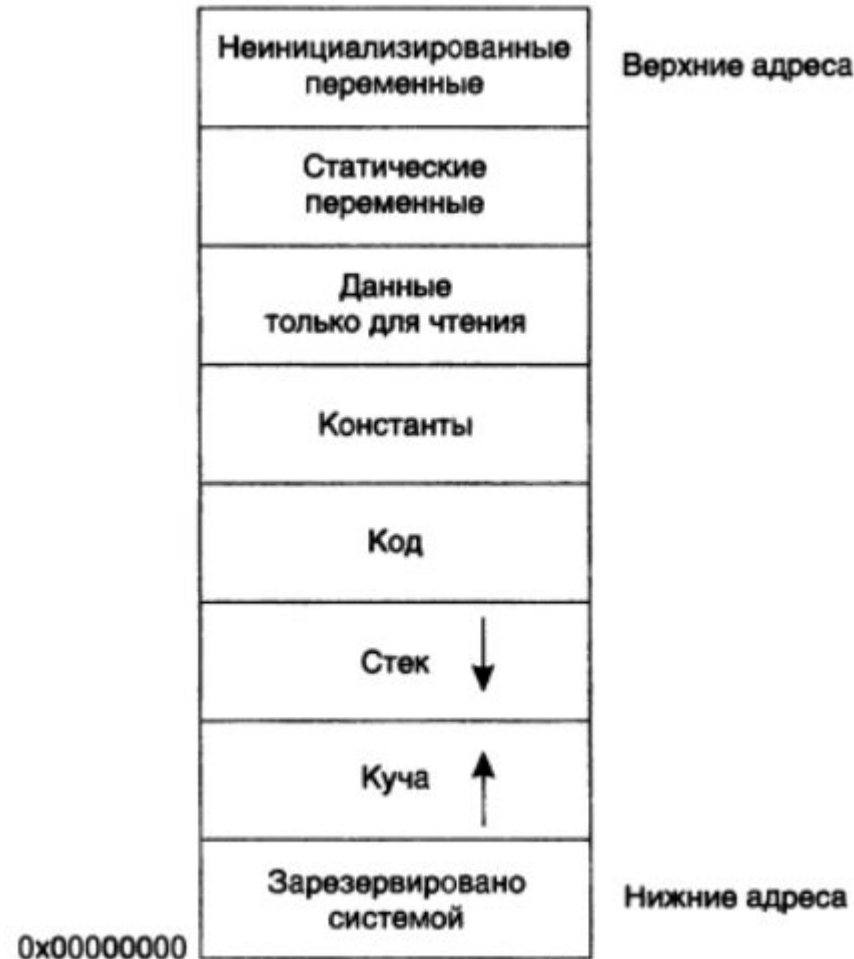 Неинициализированные
переменные
Верхние адреса
Статические
переменные
Данные
только для чтения
Константы
Код
Стек
Куча
Зарезервировано
системой
Нижние адреса
0x00000000